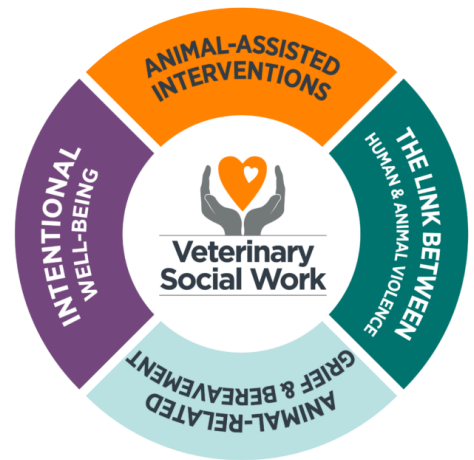 ANIMAL-ASSISTED
INTERVENTIONS
THE LINK BETWEEN
HUMAN & ANIMAL VIOLENCE
ANIMAL-RELATED
GRIEF & BEREAVEMENT
INTENTIONAL
WELL-BEING
Veterinary
Social Work